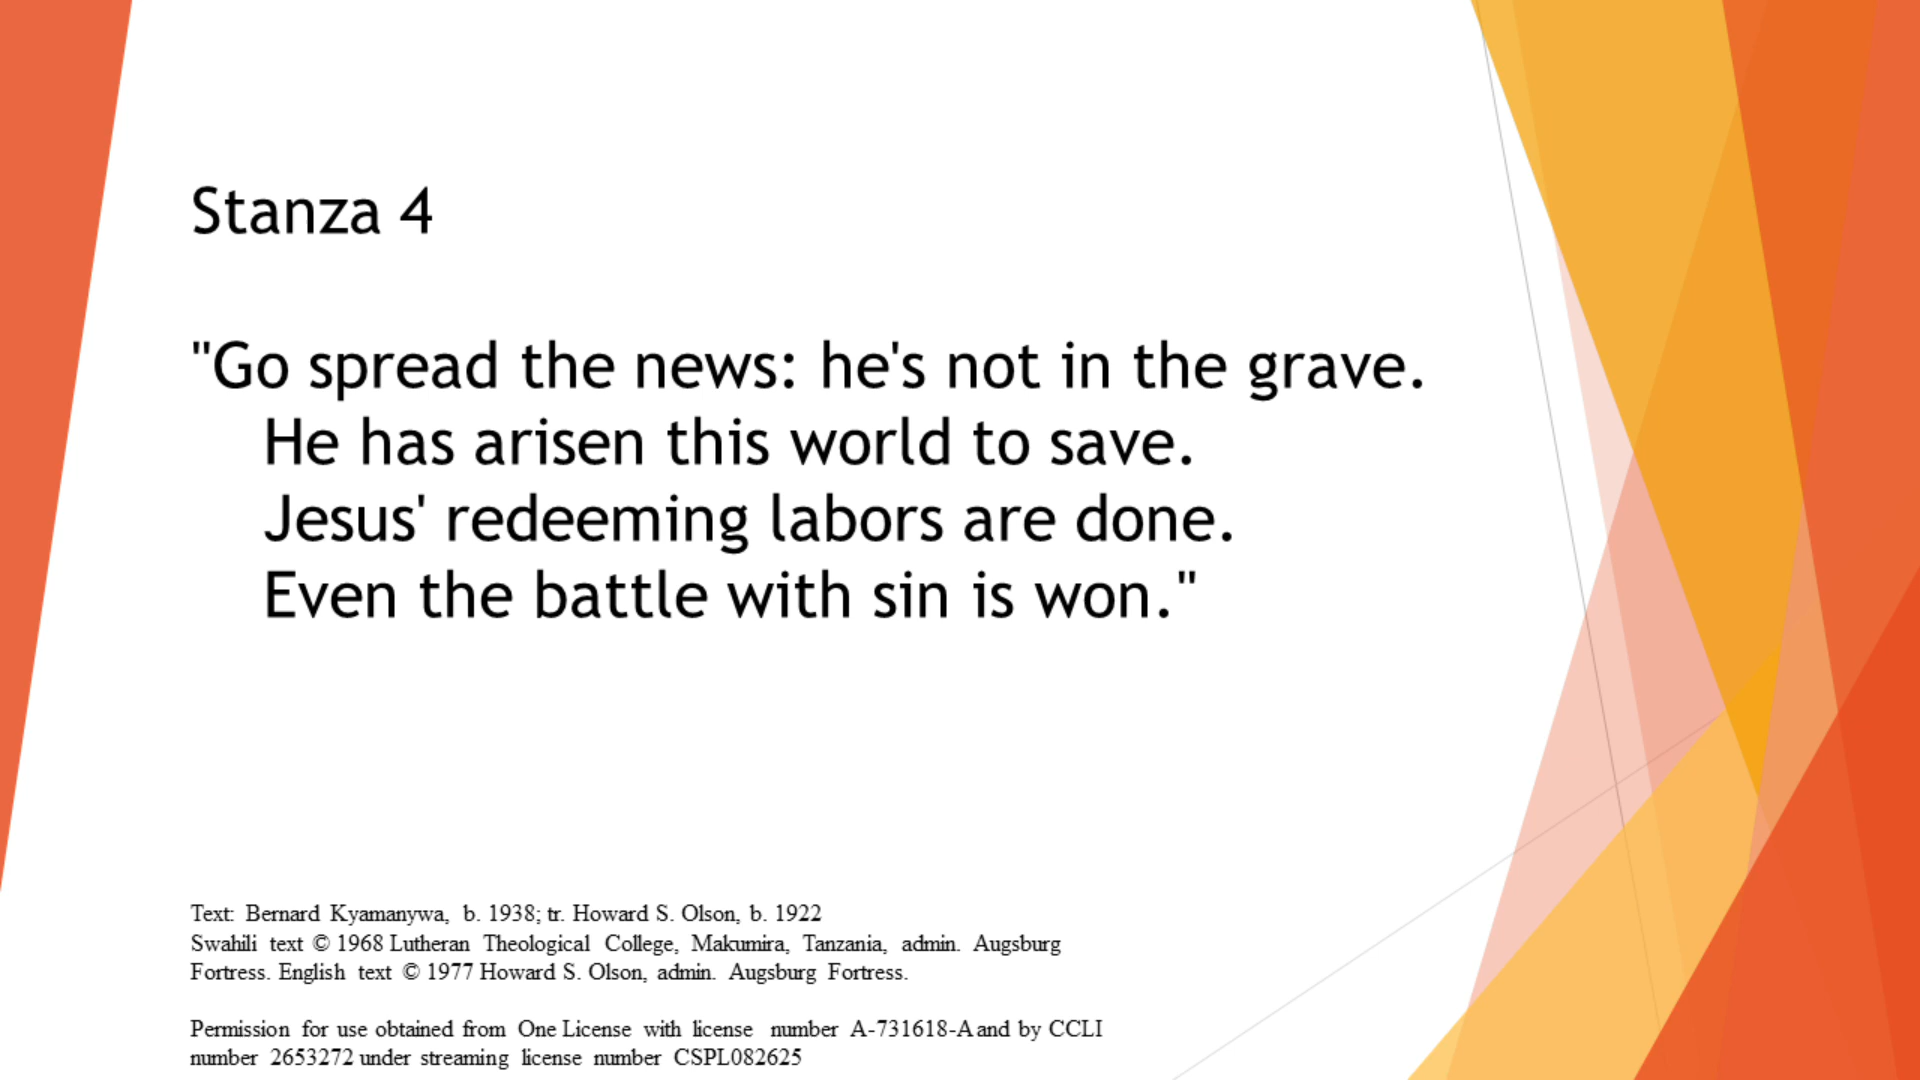 Stanza 4
"Go spread the news: he's not in the grave.
He has arisen this world to save.
Jesus' redeeming labors are done.
Even the battle with sin is won."
Text: Bernard Kyamanywa, b. 1938; tr. Howard S. Olson, b. 1922
Swahili text © 1968 Lutheran Theological College, Makumira, Tanzania, admin. Augsburg
Fortress. English text © 1977 Howard S. Olson, admin. Augsburg Fortress.
Permission for use obtained from One License with license number A-731618-A and by CCLI
number 2653272 under streaming license number CSPL082625